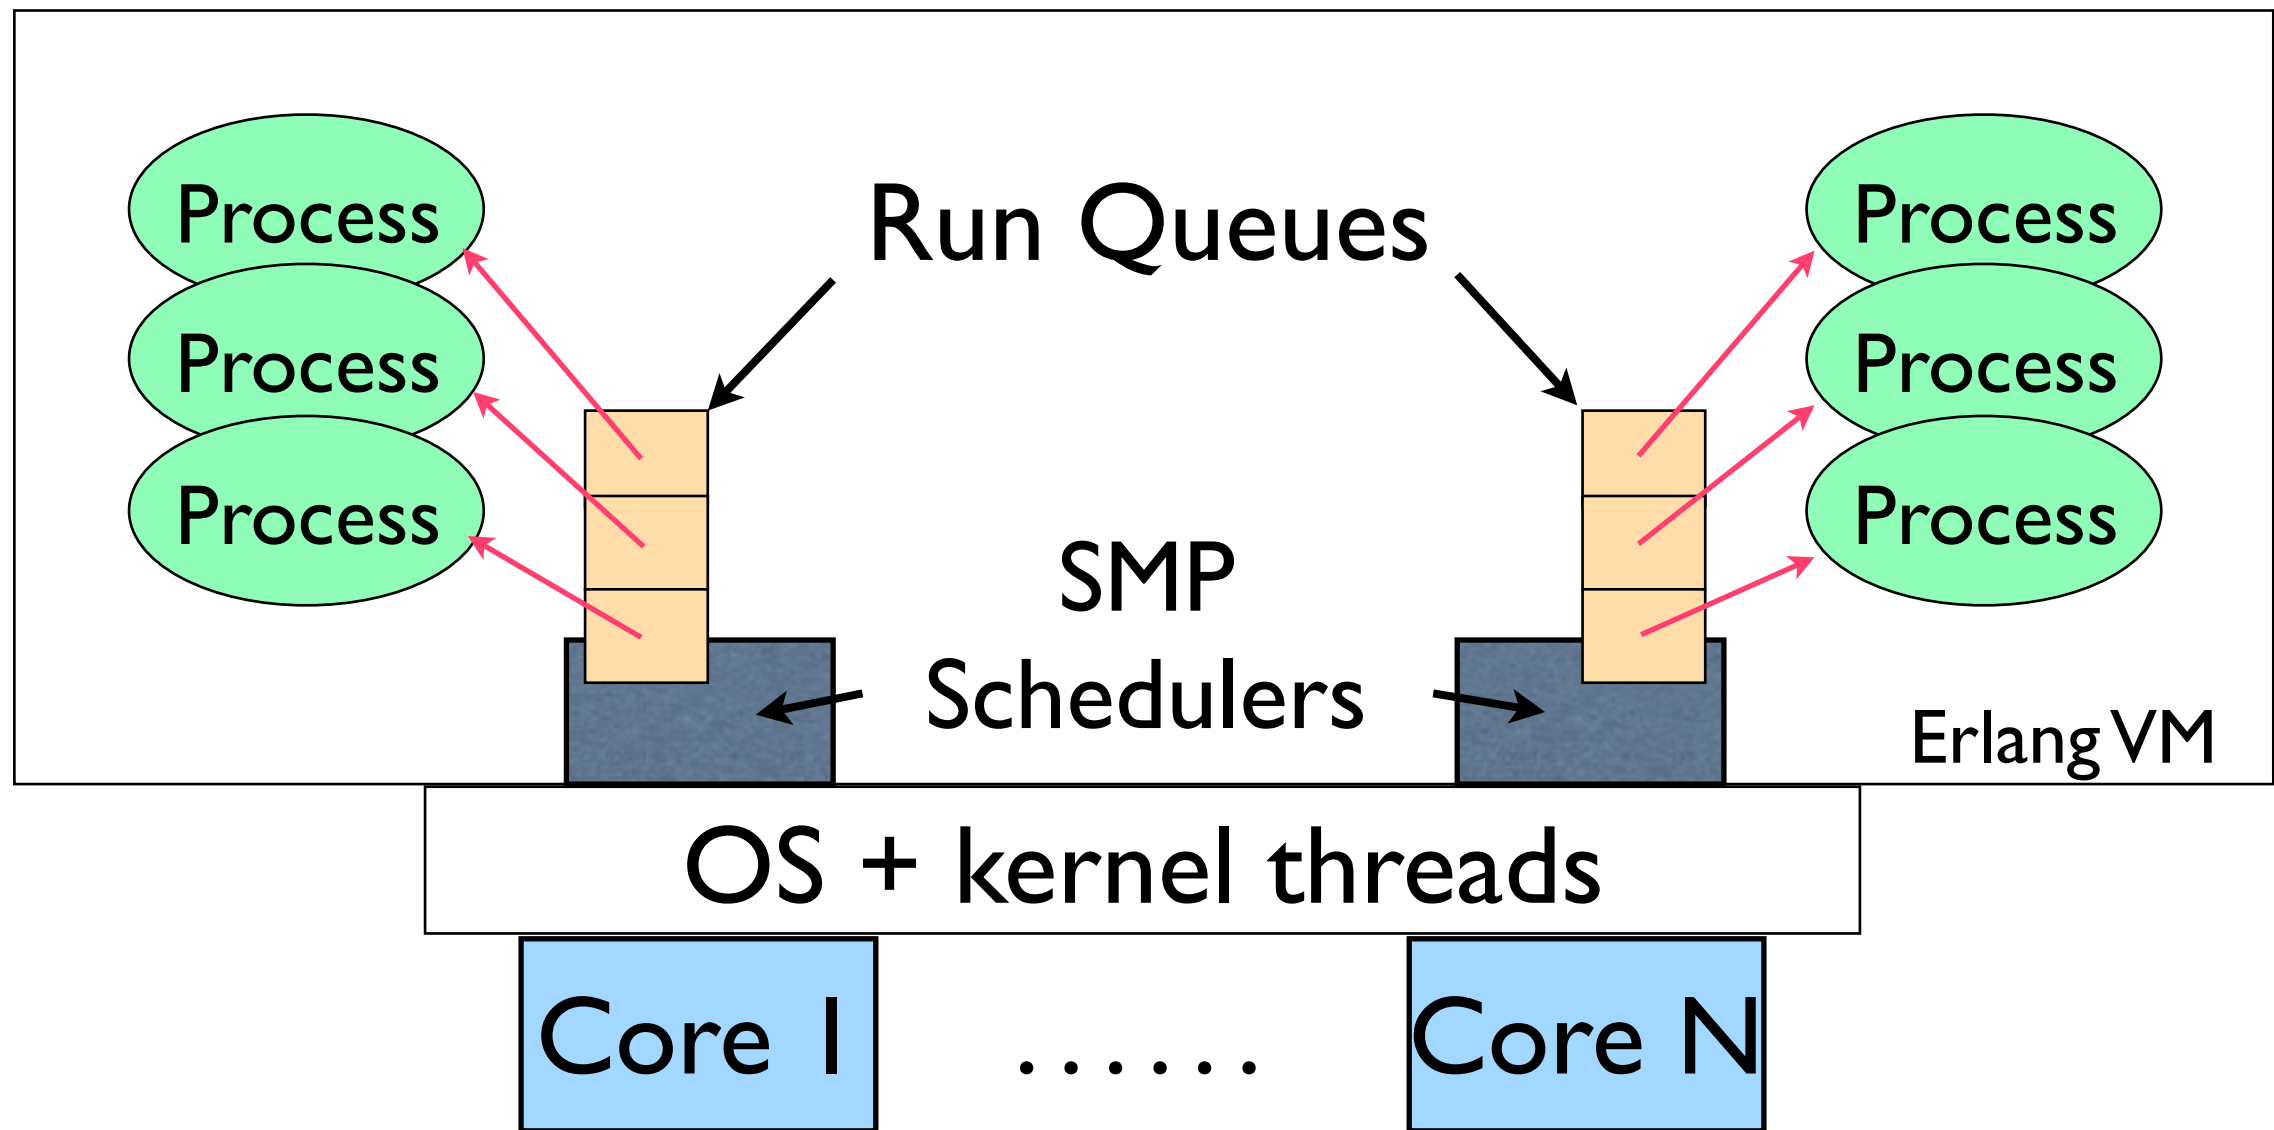 Process
Process
Process
Run Queues
Process
Process
Process
SMP
Schedulers
Erlang VM
OS + kernel threads
Core 1
......
Core N